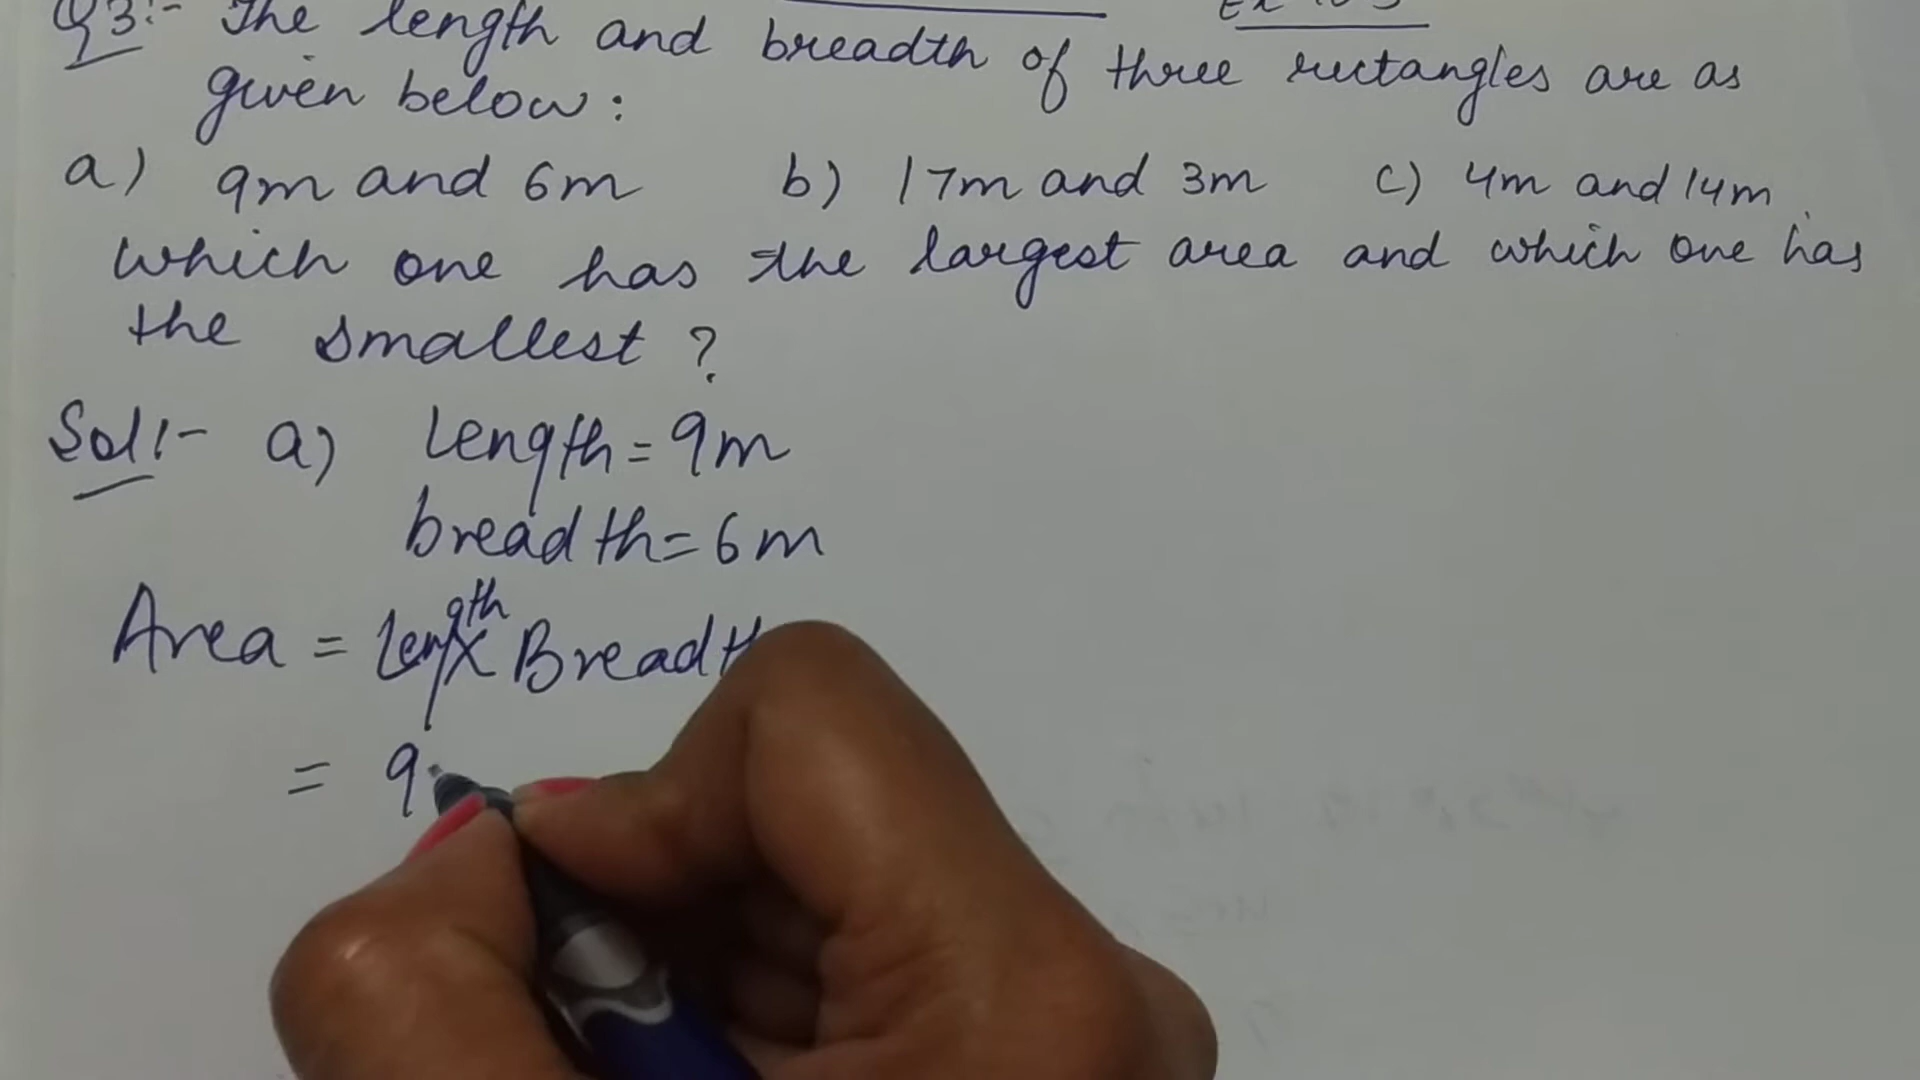 Q3:- The length and breadth of three rectangles are as
given below:
a) 9m and 6m b) 17m and 3m c) 4m and 14m
which one has the largest area and which one has
the smallest?
Sol:- a) Length = 9m
breadth = 6m
Area = Length × Breadth
= 9